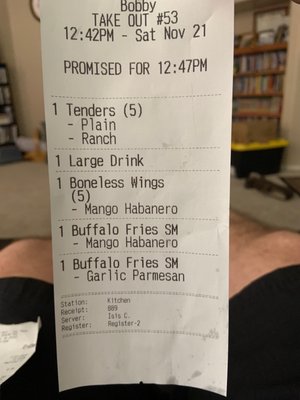 Bobby
TAKE OUT #53
12:42PM - Sat Nov 21
PROMISED FOR 12:47PM
1 Tenders (5)
- Plain
- Ranch
1 Large Drink
1 Boneless Wings
(5)
- Mango Habanero
1 Buffalo Fries SM
- Mango Habanero
1 Buffalo Fries SM
- Garlic Parmesan
Station: Kitchen
Receipt: 889
Server: Isis C.
Register: Register-2